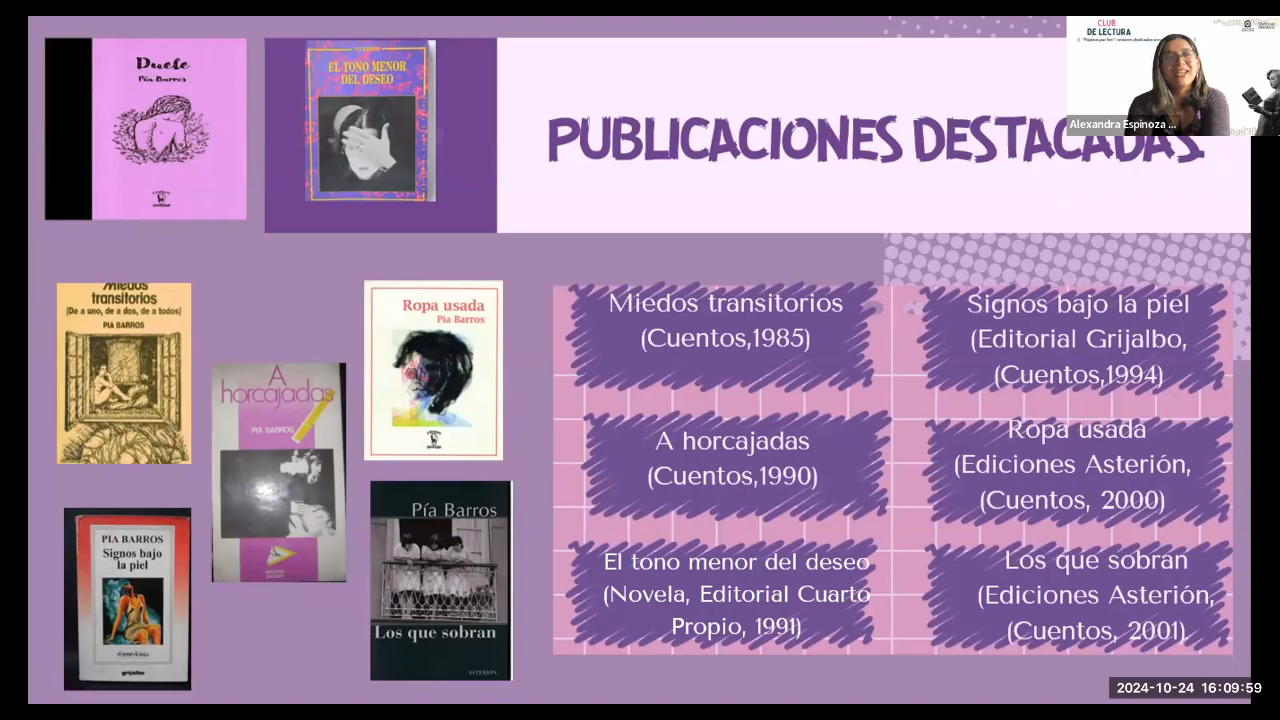 Duele
Pía Barros
PÍA BARROS
EL TONO MENOR
DEL DESEO
PUBLICACIONES DESTACADAS
CLUB
DE LECTURA
Alexandra Espinoza ...
Miedos
transitorios
(De a uno, de a dos, de a todos)
PIA BARROS
Ropa usada
Pía Barros
A
horcajadas
PIA BARROS
PIA BARROS
Signos bajo
la piel
grijalbo
Pía Barros
Los que sobran
ASTERION
Miedos transitorios
(Cuentos,1985)
Signos bajo la piel
(Editorial Grijalbo,
(Cuentos,1994)
A horcajadas
(Cuentos,1990)
Ropa usada
(Ediciones Asterión,
(Cuentos, 2000)
El tono menor del deseo
(Novela, Editorial Cuarto
Propio, 1991)
Los que sobran
(Ediciones Asterión,
(Cuentos, 2001)
2024-10-24 16:09:59